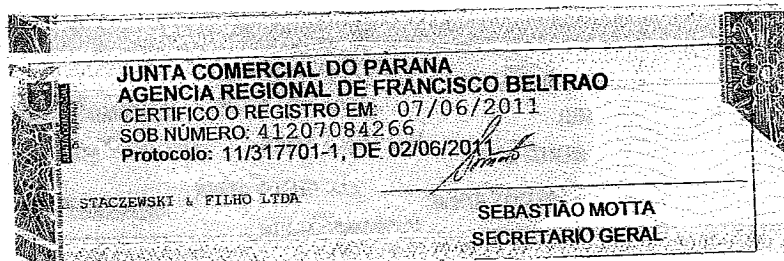 JUNTA COMERCIAL DO PARANA
AGENCIA REGIONAL DE FRANCISCO BELTRAO
CERTIFICO O REGISTRO EM: 07/06/2011
SOB NÚMERO: 41207084266
Protocolo: 11/317701-1, DE 02/06/2011
STACZEWSKI & FILHO LTDA
SEBASTIÃO MOTTA
SECRETARIO GERAL